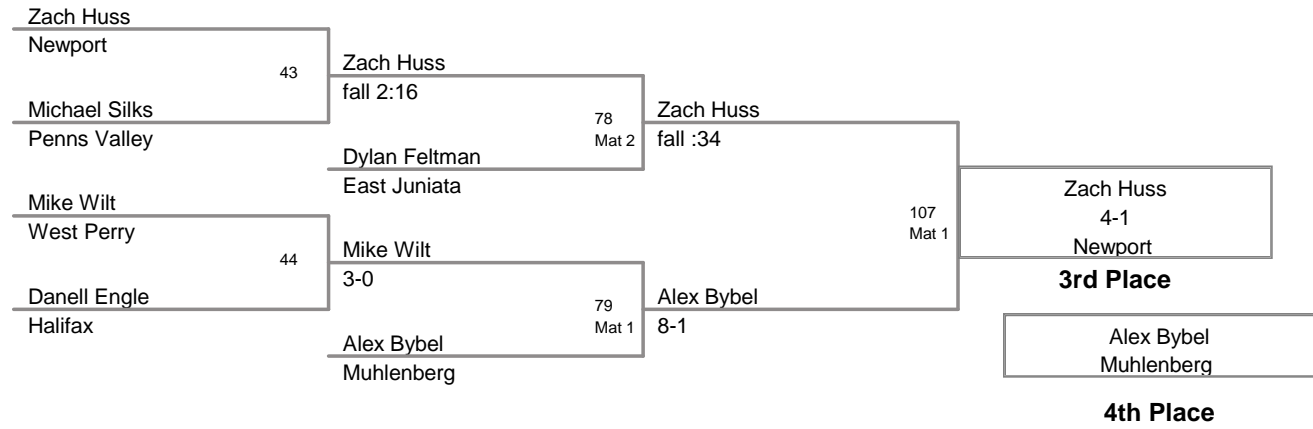 Zach Huss
Newport
43
Zach Huss
fall 2:16
Michael Silks
Penns Valley
78
Mat 2
Zach Huss
fall :34
Dylan Feltman
East Juniata
Mike Wilt
West Perry
107
Mat 1
Zach Huss
4-1
Newport
3rd Place
44
Mike Wilt
3-0
Danell Engle
Halifax
79
Mat 1
Alex Bybel
8-1
Alex Bybel
Muhlenberg
Alex Bybel
Muhlenberg
4th Place